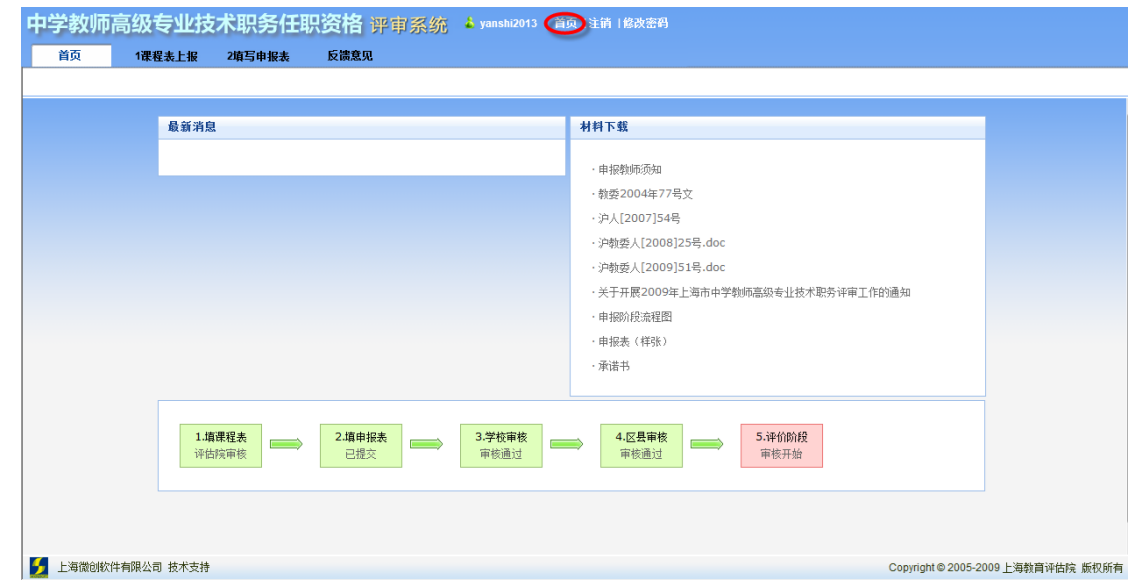 中学教师高级专业技术职务任职资格 评审系统 yanshi2013 首页 注销 | 修改密码
首页 1课程表上报 2填写申报表 反馈意见
最新消息
材料下载
· 申报教师须知
· 教委2004年77号文
· 沪人[2007]54号
· 沪教委人[2008]25号.doc
· 沪教委人[2009]51号.doc
· 关于开展2009年上海市中学教师高级专业技术职务评审工作的通知
· 申报阶段流程图
· 申报表（样张）
· 承诺书
1.填课程表 2.填申报表 3.学校审核 4.区县审核 5.评价阶段
评估院审核 已提交 审核通过 审核通过 审核开始
上海微创软件有限公司 技术支持 Copyright © 2005-2009 上海教育评估院 版权所有